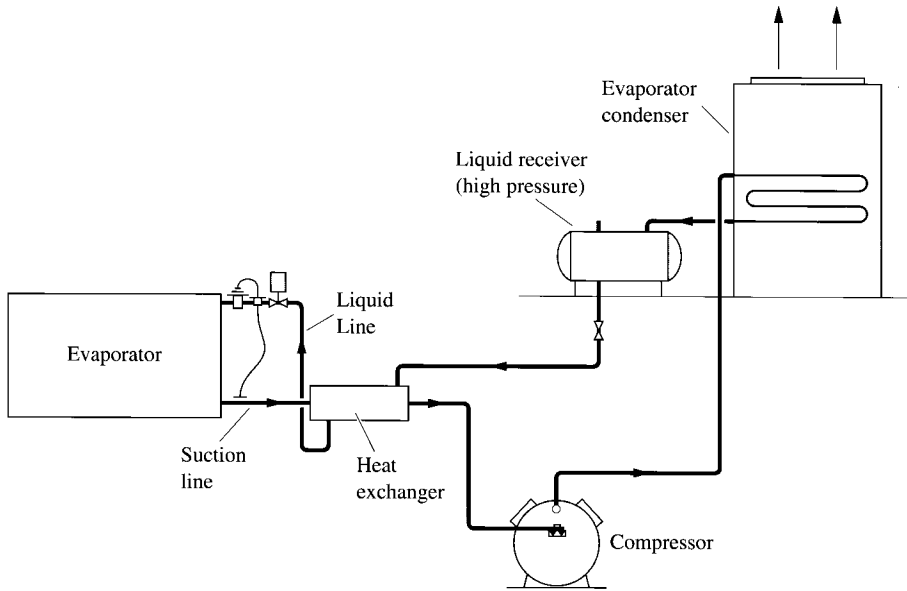 Evaporator
condenser
Liquid receiver
(high pressure)
Liquid
Line
Evaporator
Suction
line
Heat
exchanger
Compressor